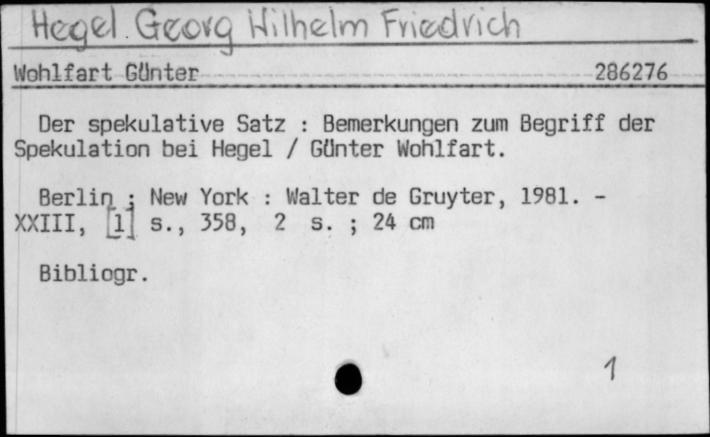 Hegel. Georg Wilhelm Friedrich
Wohlfart Günter 286276
Der spekulative Satz : Bemerkungen zum Begriff der
Spekulation bei Hegel / Günter Wohlfart.
Berlin ; New York : Walter de Gruyter, 1981. -
XXIII, [1] s., 358, 2 s. ; 24 cm
Bibliogr.
1